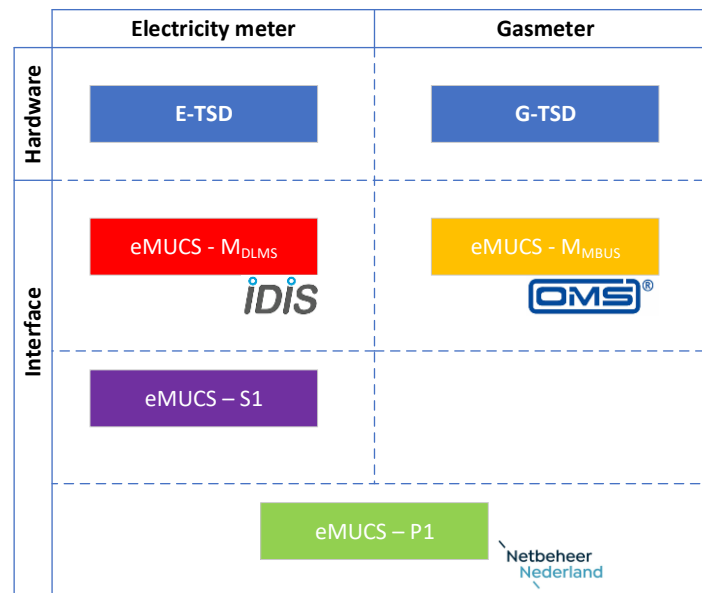 Electricity meter
Gasmeter
Hardware
E-TSD
G-TSD
Interface
eMUCS - MDLMS
eMUCS - MMBUS
iDiS
OMS®
eMUCS – S1
eMUCS – P1
Netbeheer
Nederland